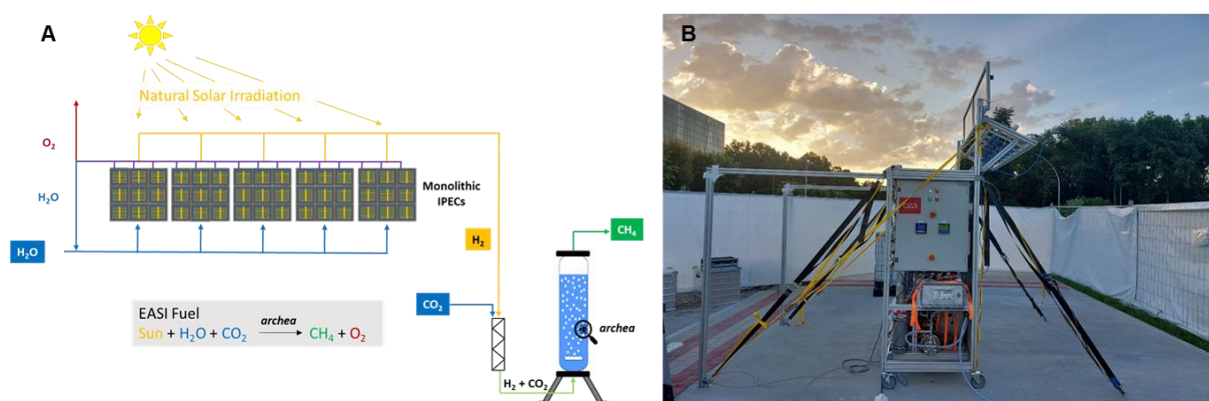 A
Natural Solar Irradiation
O₂
H₂O
Monolithic
IPECs
H₂O
H₂
CH₄
CO₂
archea
H₂ + CO₂
EASI Fuel
archea
Sun + H₂O + CO₂ → CH₄ + O₂
B
cea